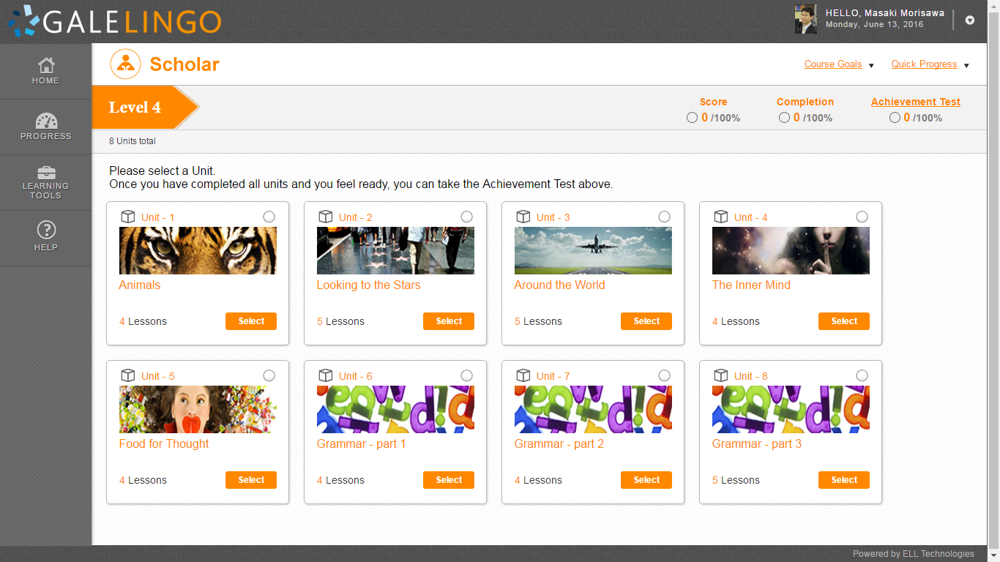 GALELINGO
HELLO, Masaki Morisawa
Monday, June 13, 2016
HOME
PROGRESS
LEARNING
TOOLS
HELP
Scholar
Course Goals
Quick Progress
Level 4
Score
0 /100%
Completion
0 /100%
Achievement Test
0 /100%
8 Units total
Please select a Unit.
Once you have completed all units and you feel ready, you can take the Achievement Test above.
Unit - 1
Animals
4 Lessons
Select
Unit - 2
Looking to the Stars
5 Lessons
Select
Unit - 3
Around the World
5 Lessons
Select
Unit - 4
The Inner Mind
4 Lessons
Select
Unit - 5
Food for Thought
4 Lessons
Select
Unit - 6
Grammar - part 1
4 Lessons
Select
Unit - 7
Grammar - part 2
4 Lessons
Select
Unit - 8
Grammar - part 3
5 Lessons
Select
Powered by ELL Technologies